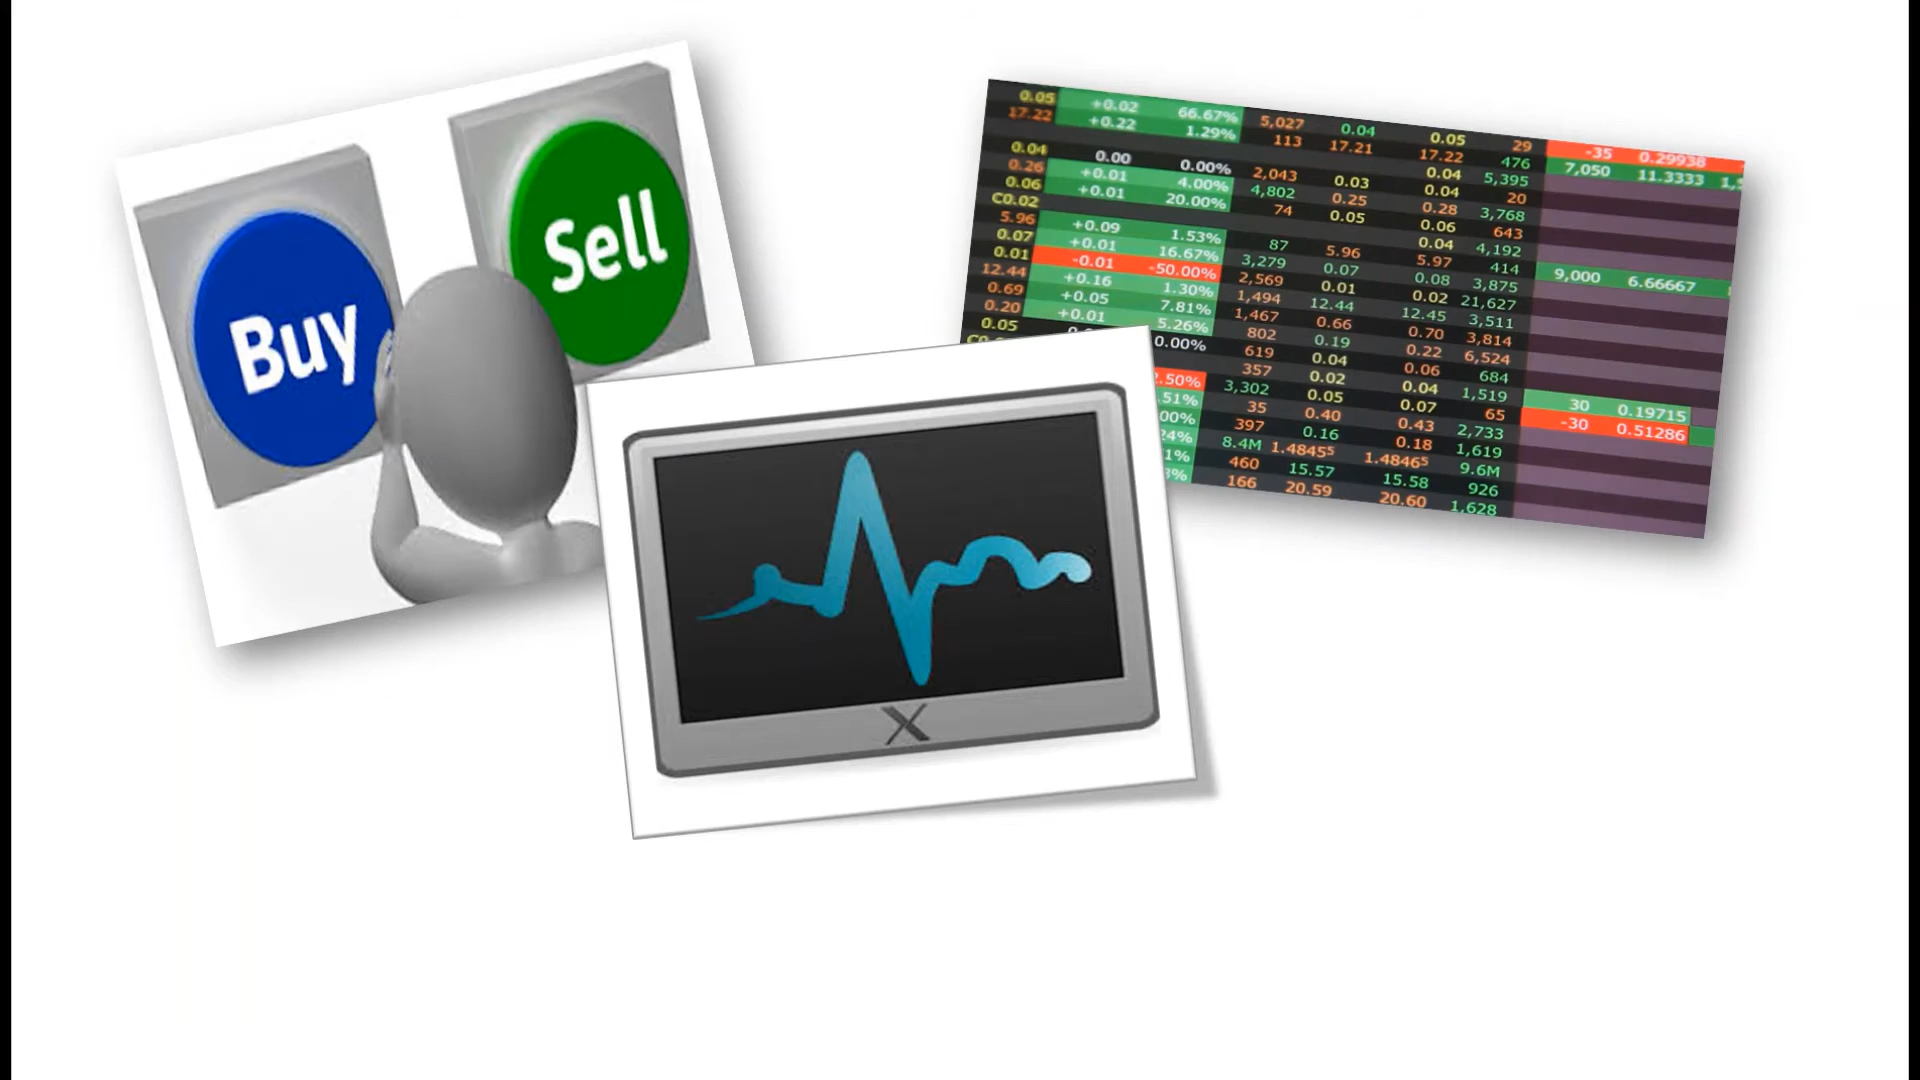 Sell
Buy
0.05 +0.02 66.67% 5,027 0.04 0.05 29 -35 0.29938
17.22 +0.22 1.29% 113 17.21 17.22 476 7,050 11.3333
0.04 5,395
0.04 0.00 0.00% 2,043 0.03 0.04 20
0.26 +0.01 4.00% 4,802 0.25 0.28 3,768
0.06 +0.01 20.00% 74 0.05 0.06 643
C0.02 0.04 4,192
5.96 +0.09 1.53% 87 5.96 5.97 414 9,000 6.66667
0.07 +0.01 16.67% 3,279 0.07 0.08 3,875
0.01 -0.01 -50.00% 2,569 0.01 0.02 21,627
12.44 +0.16 1.30% 1,494 12.44 12.45 3,511
0.69 +0.05 7.81% 1,467 0.66 0.70 3,814
0.20 +0.01 5.26% 802 0.19 0.22 6,524
0.05 0.00% 619 0.04 0.06 684
357 0.02 0.04 1,519 30 0.19715
.50% 3,302 0.05 0.07 65 -30 0.51286
.51% 35 0.40 0.43 2,733
00% 397 0.16 0.18 1,619
24% 8.4M 1.48455 1.48465 9.6M
1% 460 15.57 15.58 926
% 166 20.59 20.60 1,628
X